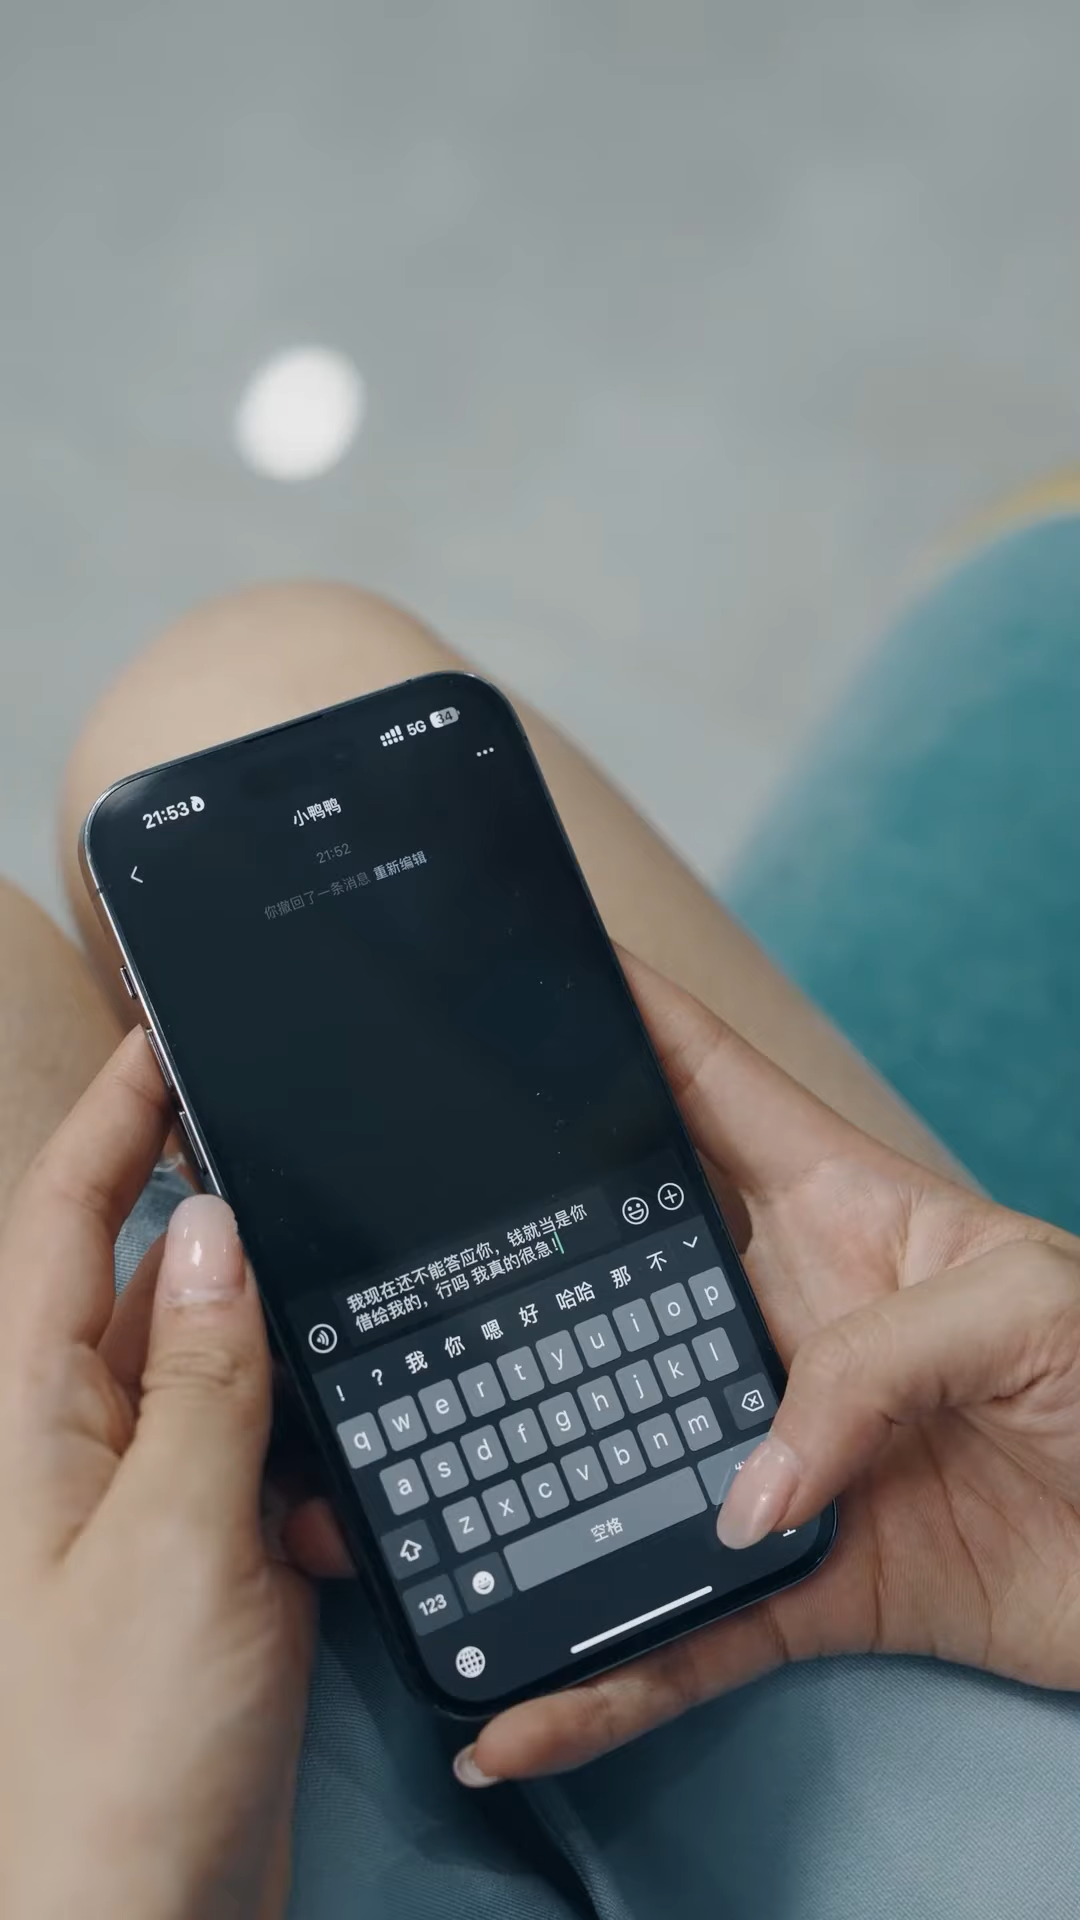 21:53
5G 34
小鸭鸭
21:52
你撤回了一条消息 重新编辑
我现在还不能答应你，钱就当是你
借给我的，行吗 我真的很急！
！ ？ 我 你 嗯 好 哈哈 那 不
q w e r t y u i o p
a s d f g h j k l
z x c v b n m
123 空格